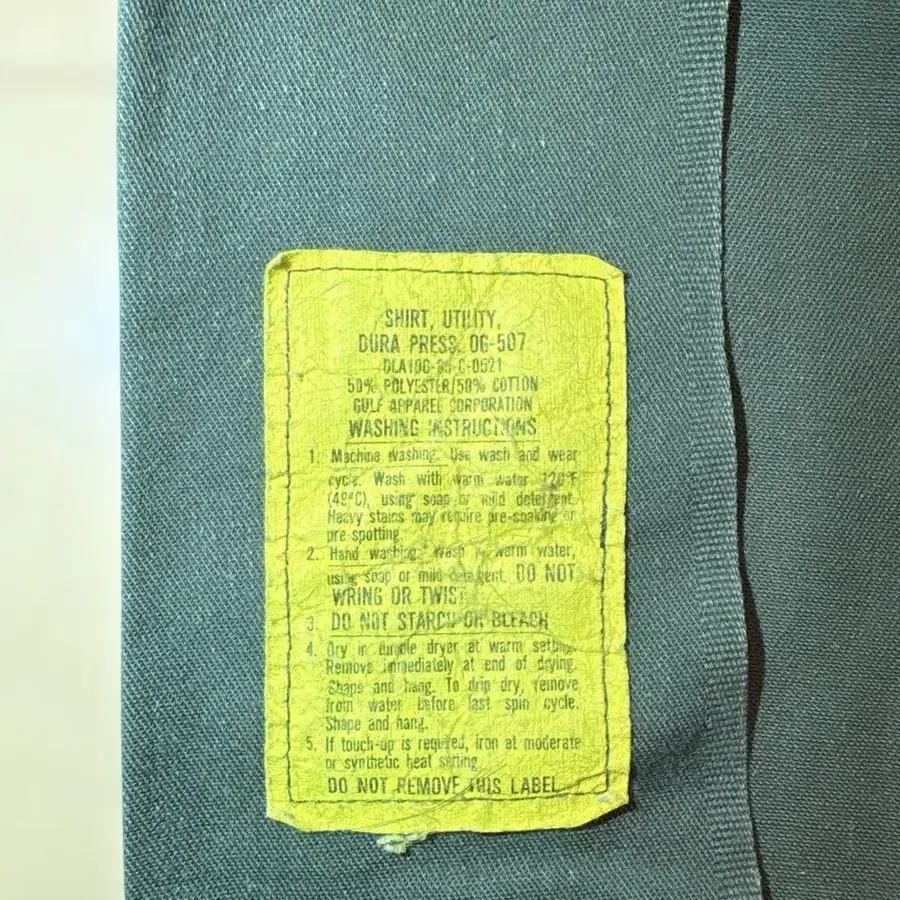 SHIRT, UTILITY,
DURA PRESS, OG-507
50% POLYESTER/50% COTTON
GULF APPAREL CORPORATION
WASHING INSTRUCTIONS
1. Machine washing. Use wash and wear
cycle. Wash with warm water 120°F
(49°C), using soap or mild detergent.
Heavy stains may require pre-soaking or
pre spotting.
2. Hand washing: Wash in warm water,
using soap or mild detergent. DO NOT
WRING OR TWIST
3. DO NOT STARCH OR BLEACH
4. Dry in tumble dryer at warm setting.
Remove immediately at end of drying.
Shape and hang. To drip dry, remove
from water before last spin cycle.
Shape and hang.
5. If touch-up is required, iron at moderate
or synthetic heat setting.
DO NOT REMOVE THIS LABEL